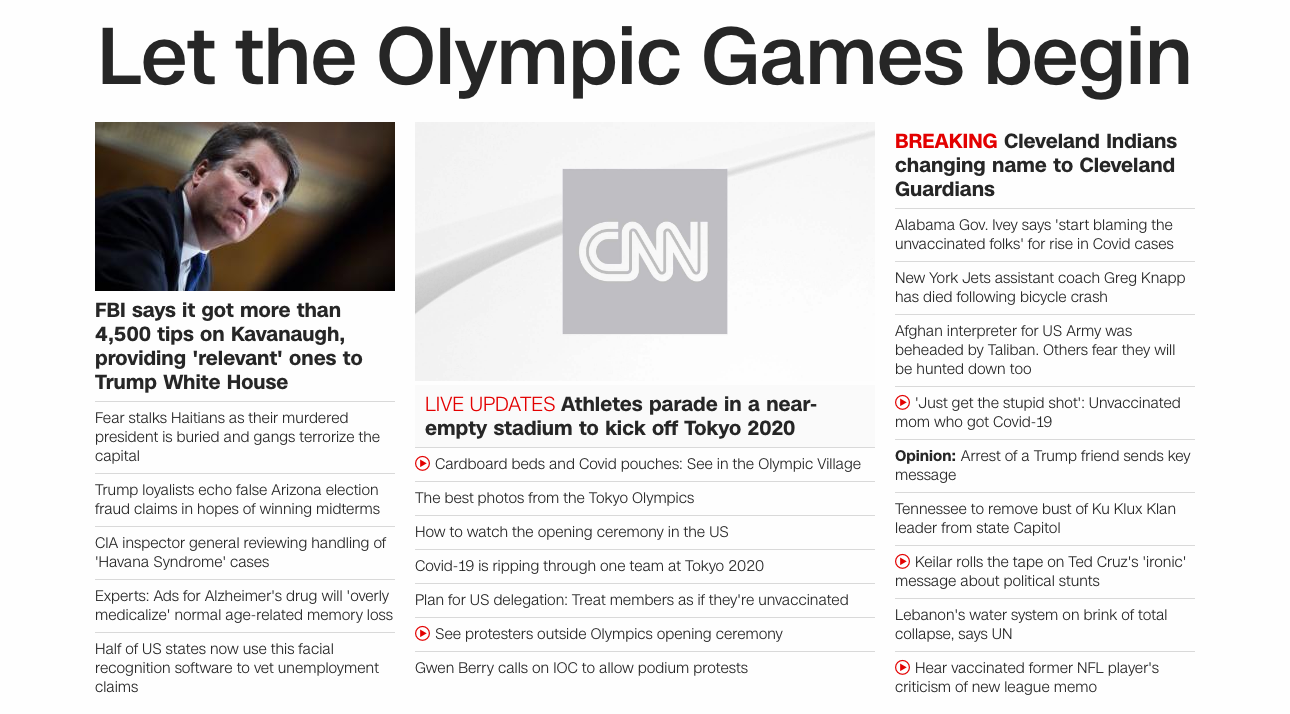 Let the Olympic Games begin
FBI says it got more than
4,500 tips on Kavanaugh,
providing 'relevant' ones to
Trump White House
Fear stalks Haitians as their murdered
president is buried and gangs terrorize the
capital
Trump loyalists echo false Arizona election
fraud claims in hopes of winning midterms
CIA inspector general reviewing handling of
'Havana Syndrome' cases
Experts: Ads for Alzheimer's drug will 'overly
medicalize' normal age-related memory loss
Half of US states now use this facial
recognition software to vet unemployment
claims
CNN
LIVE UPDATES Athletes parade in a near-
empty stadium to kick off Tokyo 2020
Cardboard beds and Covid pouches: See in the Olympic Village
The best photos from the Tokyo Olympics
How to watch the opening ceremony in the US
Covid-19 is ripping through one team at Tokyo 2020
Plan for US delegation: Treat members as if they're unvaccinated
See protesters outside Olympics opening ceremony
Gwen Berry calls on IOC to allow podium protests
BREAKING Cleveland Indians
changing name to Cleveland
Guardians
Alabama Gov. Ivey says 'start blaming the
unvaccinated folks' for rise in Covid cases
New York Jets assistant coach Greg Knapp
has died following bicycle crash
Afghan interpreter for US Army was
beheaded by Taliban. Others fear they will
be hunted down too
'Just get the stupid shot': Unvaccinated
mom who got Covid-19
Opinion: Arrest of a Trump friend sends key
message
Tennessee to remove bust of Ku Klux Klan
leader from state Capitol
Keilar rolls the tape on Ted Cruz's 'ironic'
message about political stunts
Lebanon's water system on brink of total
collapse, says UN
Hear vaccinated former NFL player's
criticism of new league memo